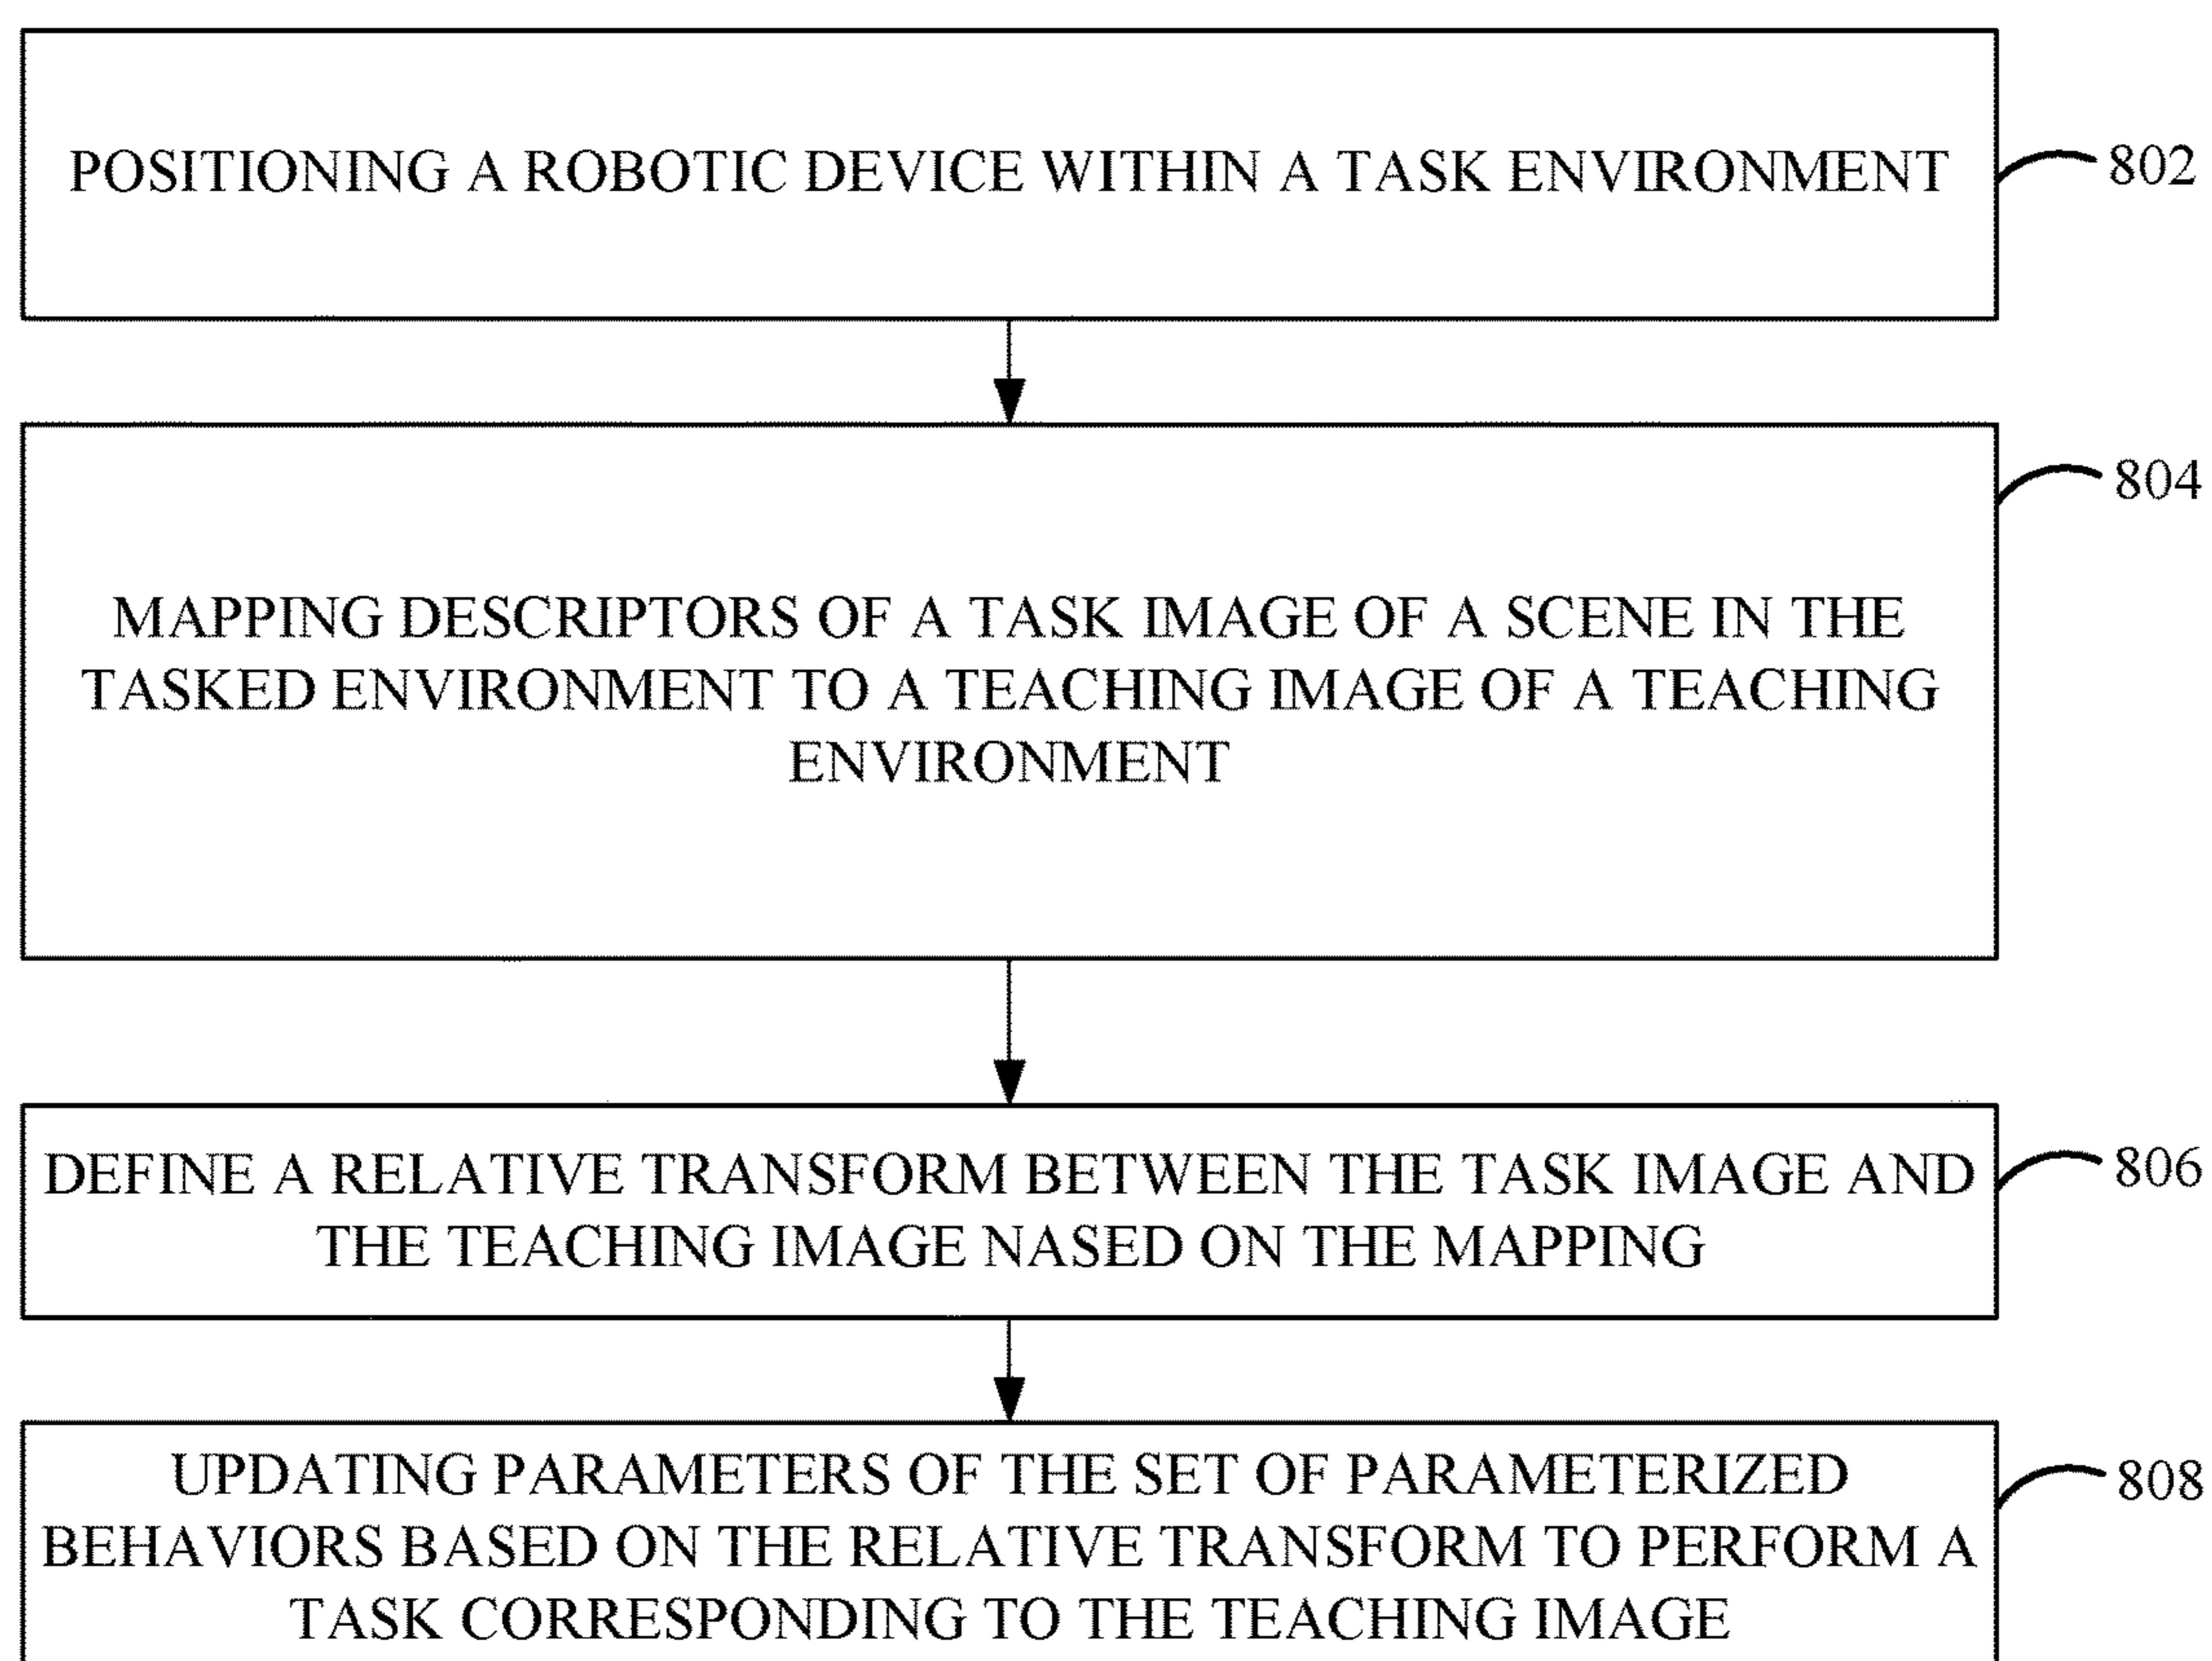 POSITIONING A ROBOTIC DEVICE WITHIN A TASK ENVIRONMENT
802
804
MAPPING DESCRIPTORS OF A TASK IMAGE OF A SCENE IN THE
TASKED ENVIRONMENT TO A TEACHING IMAGE OF A TEACHING
ENVIRONMENT
DEFINE A RELATIVE TRANSFORM BETWEEN THE TASK IMAGE AND
THE TEACHING IMAGE NASED ON THE MAPPING
806
UPDATING PARAMETERS OF THE SET OF PARAMETERIZED
BEHAVIORS BASED ON THE RELATIVE TRANSFORM TO PERFORM A
TASK CORRESPONDING TO THE TEACHING IMAGE
808